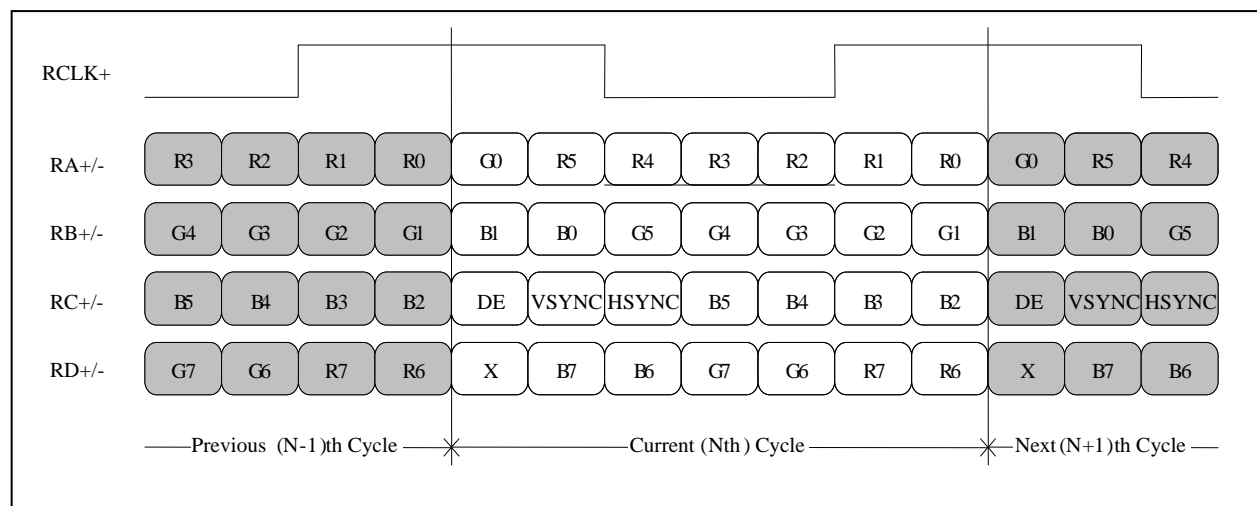 RCLK+
RA+/- R3 R2 R1 R0 G0 R5 R4 R3 R2 R1 R0 G0 R5 R4
RB+/- G4 G3 G2 G1 B1 B0 G5 G4 G3 G2 G1 B1 B0 G5
RC+/- B5 B4 B3 B2 DE VSYNC HSYNC B5 B4 B3 B2 DE VSYNC HSYNC
RD+/- G7 G6 R7 R6 X B7 B6 G7 G6 R7 R6 X B7 B6
Previous (N-1)th Cycle Current (Nth) Cycle Next (N+1)th Cycle